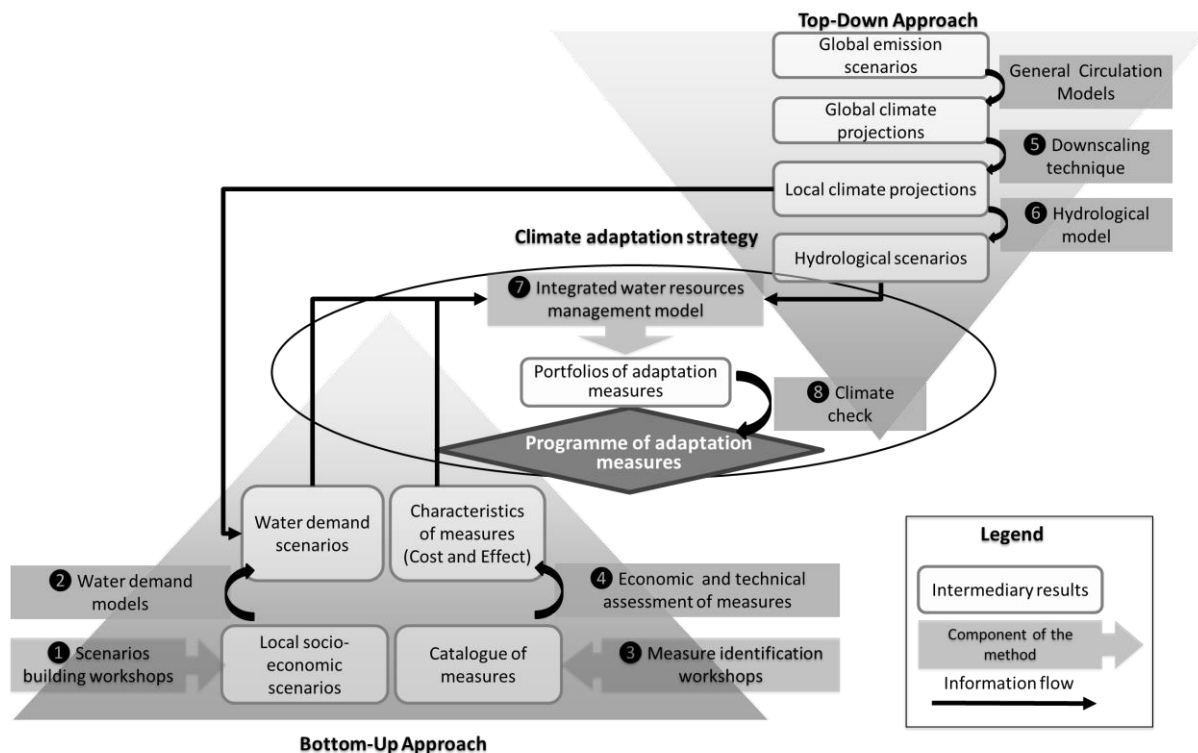 Top-Down Approach
Global emission
scenarios
General Circulation
Models
Global climate
projections
5 Downscaling
technique
Local climate projections
6 Hydrological
model
Climate adaptation strategy
Hydrological scenarios
7 Integrated water resources
management model
Portfolios of adaptation
measures
8 Climate
check
Programme of adaptation
measures
Water demand
scenarios
Characteristics
of measures
(Cost and Effect)
2 Water demand
models
4 Economic and technical
assessment of measures
1 Scenarios
building workshops
Local socio-
economic
scenarios
Catalogue of
measures
3 Measure identification
workshops
Bottom-Up Approach
Legend
Intermediary results
Component of the
method
Information flow